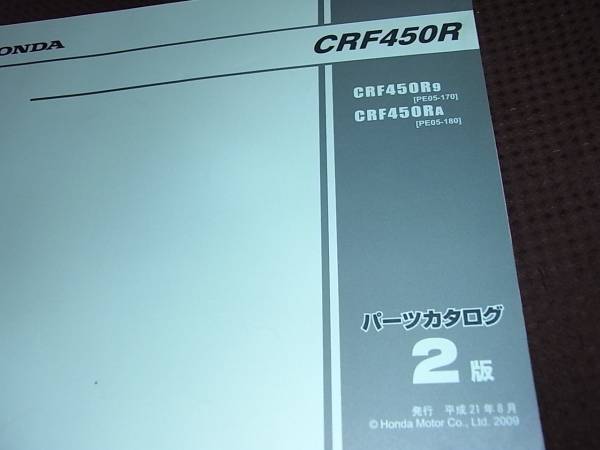 ONDA
CRF450R
CRF450R9
[PE05-170]
CRF450RA
[PE05-180]
パーツカタログ
2版
発行 平成21年8月
© Honda Motor Co., Ltd. 2009